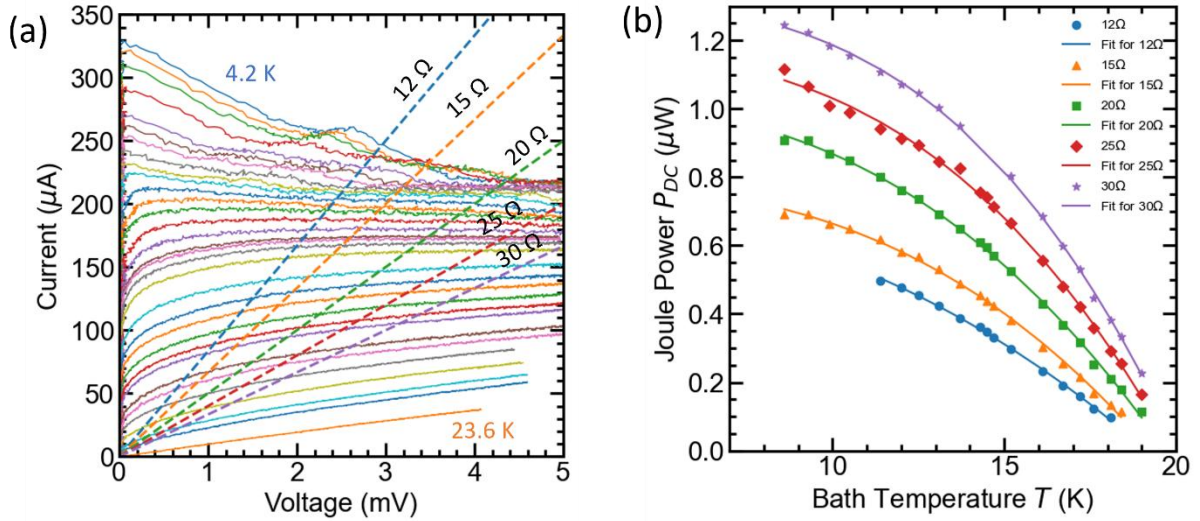 (a)
350
300
250
200
150
100
50
0
Current (μA)
4.2 K
12 Ω
15 Ω
20 Ω
25 Ω
30 Ω
23.6 K
0 1 2 3 4 5
Voltage (mV)
(b)
1.2
1.0
0.8
0.6
0.4
0.2
0.0
Joule Power P_DC (μW)
12Ω
Fit for 12Ω
15Ω
Fit for 15Ω
20Ω
Fit for 20Ω
25Ω
Fit for 25Ω
30Ω
Fit for 30Ω
10 15 20
Bath Temperature T (K)